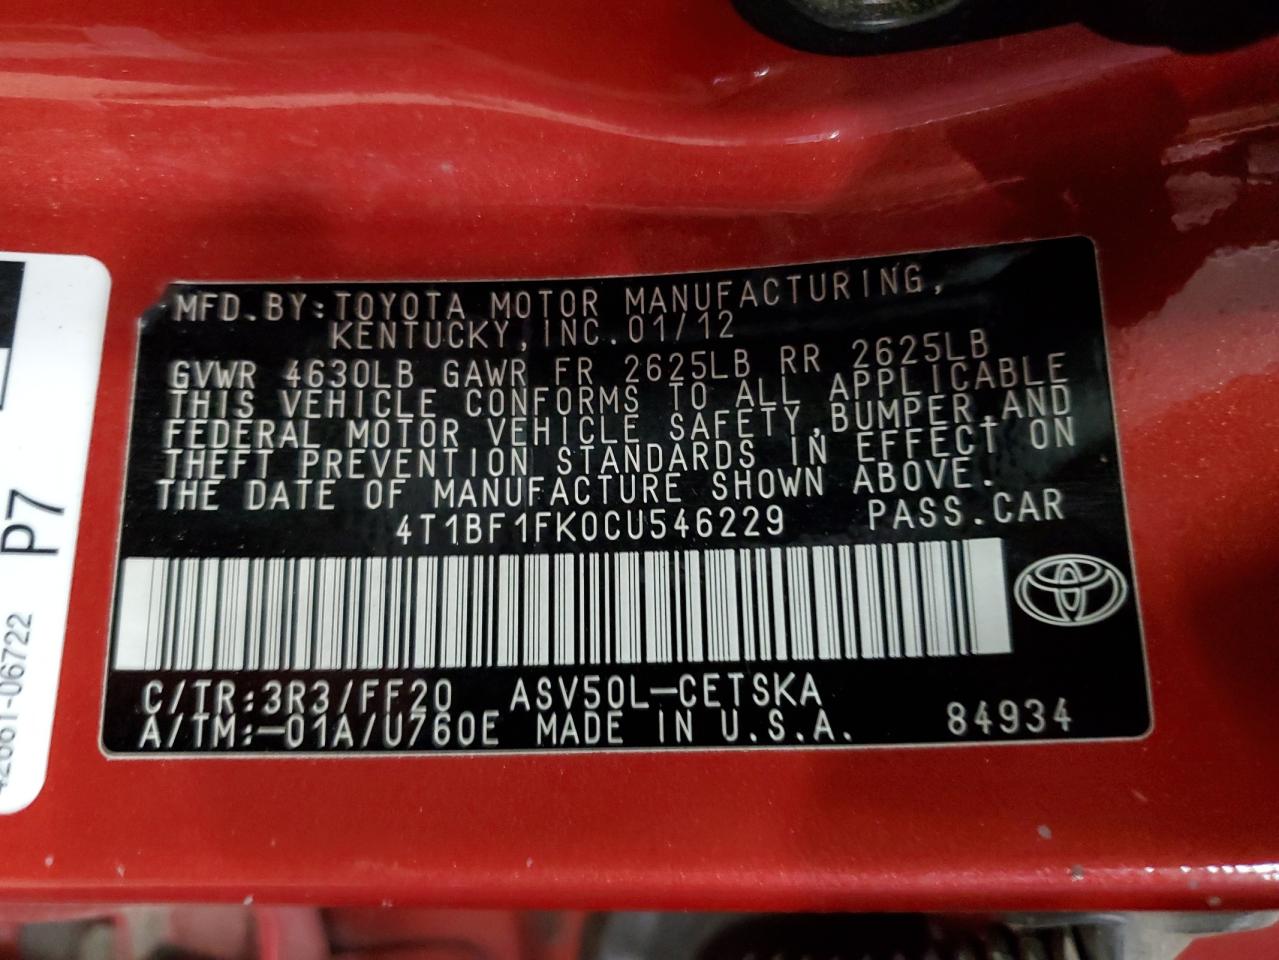 MFD.BY:TOYOTA MOTOR MANUFACTURING,
KENTUCKY,INC.01/12
GVWR 4630LB GAWR FR 2625LB RR 2625LB
THIS VEHICLE CONFORMS TO ALL APPLICABLE
FEDERAL MOTOR VEHICLE SAFETY,BUMPER,AND
THEFT PREVENTION STANDARDS IN EFFECT ON
THE DATE OF MANUFACTURE SHOWN ABOVE.
4T1BF1FK0CU546229 PASS.CAR
C/TR:3R3/FF20 ASV50L-CETSKA
A/TM:-01A/U760E MADE IN U.S.A. 84934
P7
42661-06722